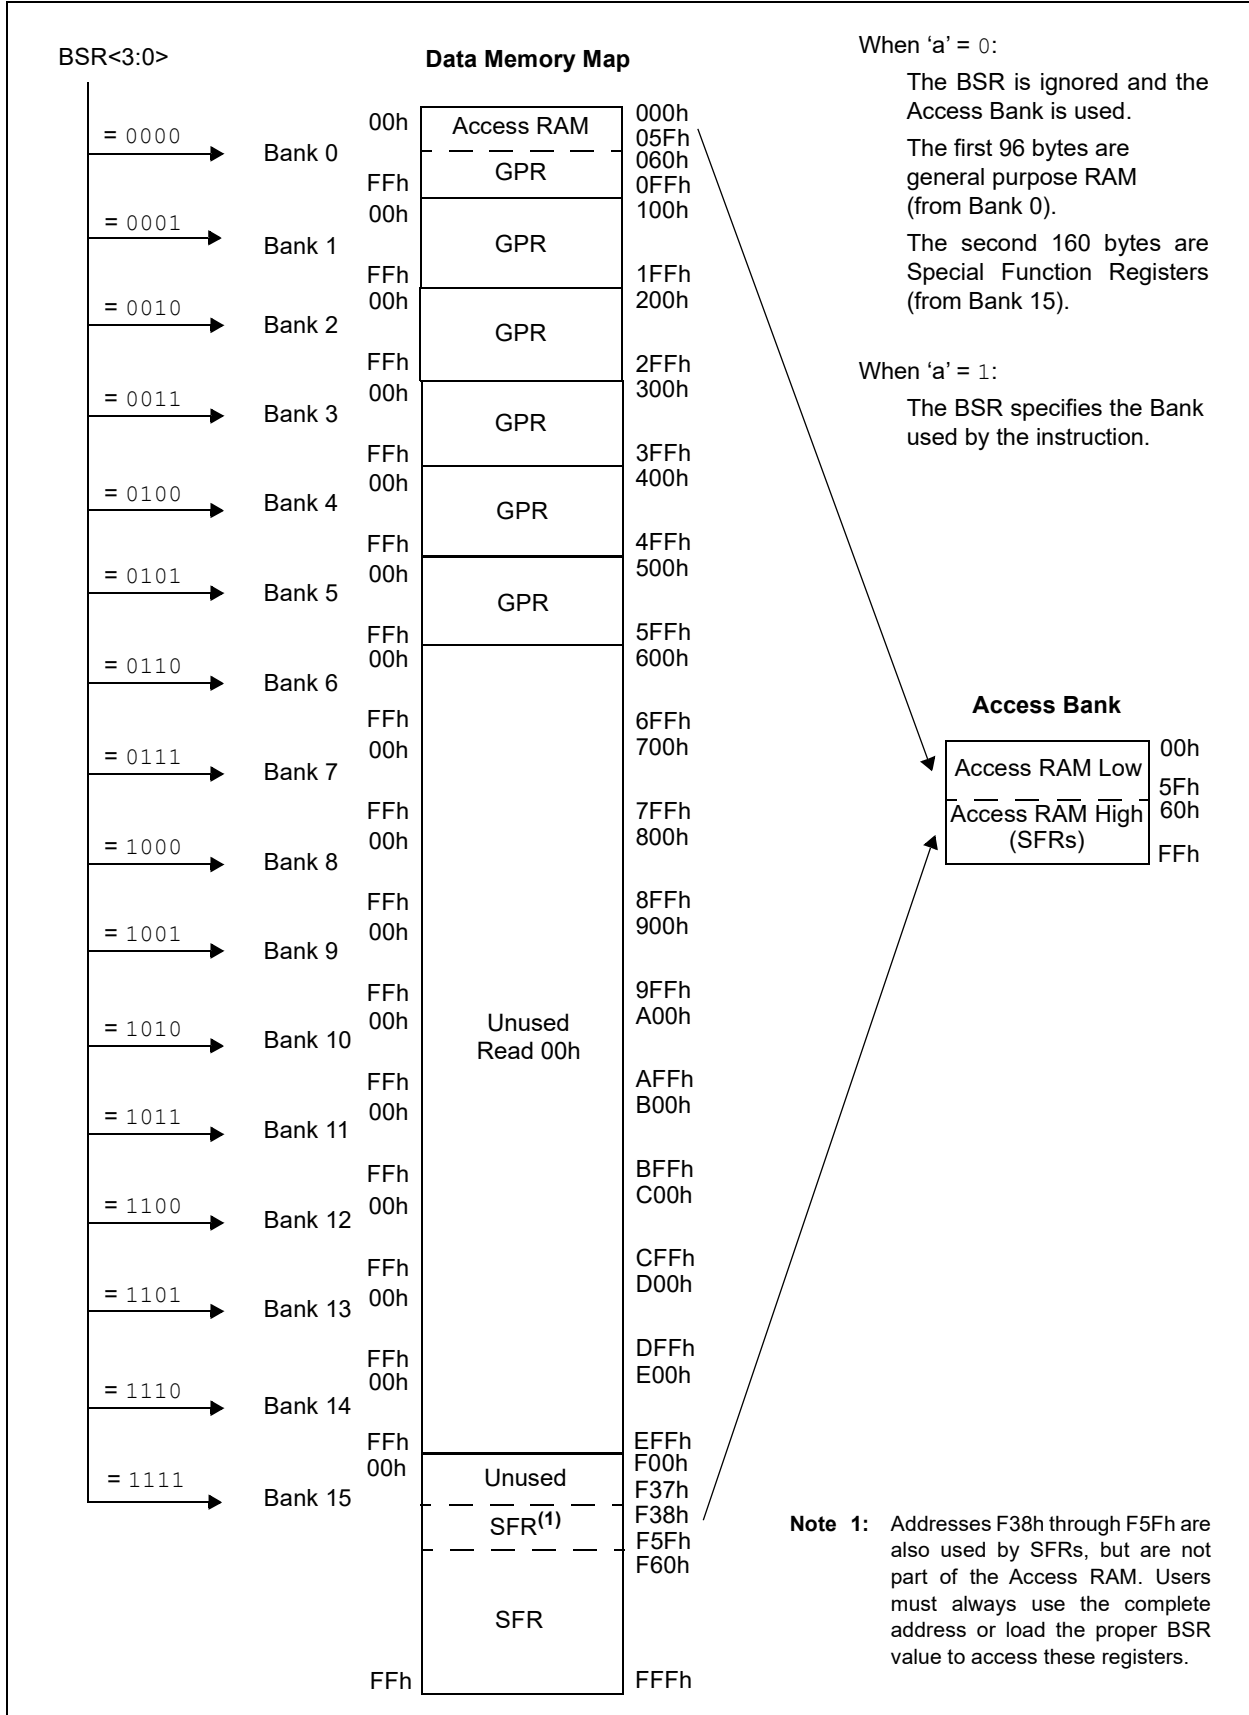 BSR<3:0>
Data Memory Map
When ‘a’ = 0:
The BSR is ignored and the
Access Bank is used.
The first 96 bytes are
general purpose RAM
(from Bank 0).
The second 160 bytes are
Special Function Registers
(from Bank 15).
When ‘a’ = 1:
The BSR specifies the Bank
used by the instruction.
= 0000
Bank 0
00h
FFh
Access RAM
GPR
000h
05Fh
060h
0FFh
= 0001
Bank 1
00h
FFh
GPR
100h
1FFh
= 0010
Bank 2
00h
FFh
GPR
200h
2FFh
= 0011
Bank 3
00h
FFh
GPR
300h
3FFh
= 0100
Bank 4
00h
FFh
GPR
400h
4FFh
= 0101
Bank 5
00h
FFh
GPR
500h
5FFh
= 0110
Bank 6
00h
FFh
600h
6FFh
= 0111
Bank 7
00h
FFh
700h
7FFh
= 1000
Bank 8
00h
FFh
800h
8FFh
= 1001
Bank 9
00h
FFh
900h
9FFh
= 1010
Bank 10
00h
FFh
Unused
Read 00h
A00h
AFFh
= 1011
Bank 11
00h
FFh
B00h
BFFh
= 1100
Bank 12
00h
FFh
C00h
CFFh
= 1101
Bank 13
00h
FFh
D00h
DFFh
= 1110
Bank 14
00h
FFh
E00h
EFFh
= 1111
Bank 15
00h
FFh
Unused
SFR(1)
SFR
F00h
F37h
F38h
F5Fh
F60h
FFFh
Access Bank
Access RAM Low
Access RAM High
(SFRs)
00h
5Fh
60h
FFh
Note 1: Addresses F38h through F5Fh are
also used by SFRs, but are not
part of the Access RAM. Users
must always use the complete
address or load the proper BSR
value to access these registers.